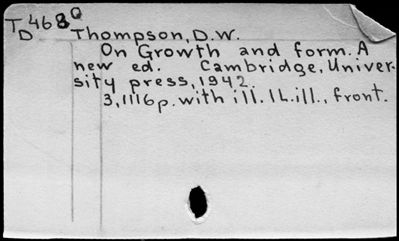 T 468 Q
D
Thompson, D.W.
On Growth and form. A
new ed. Cambridge, Univer-
sity press, 1942.
3, 1116 p. with ill. 1 L. ill., front.